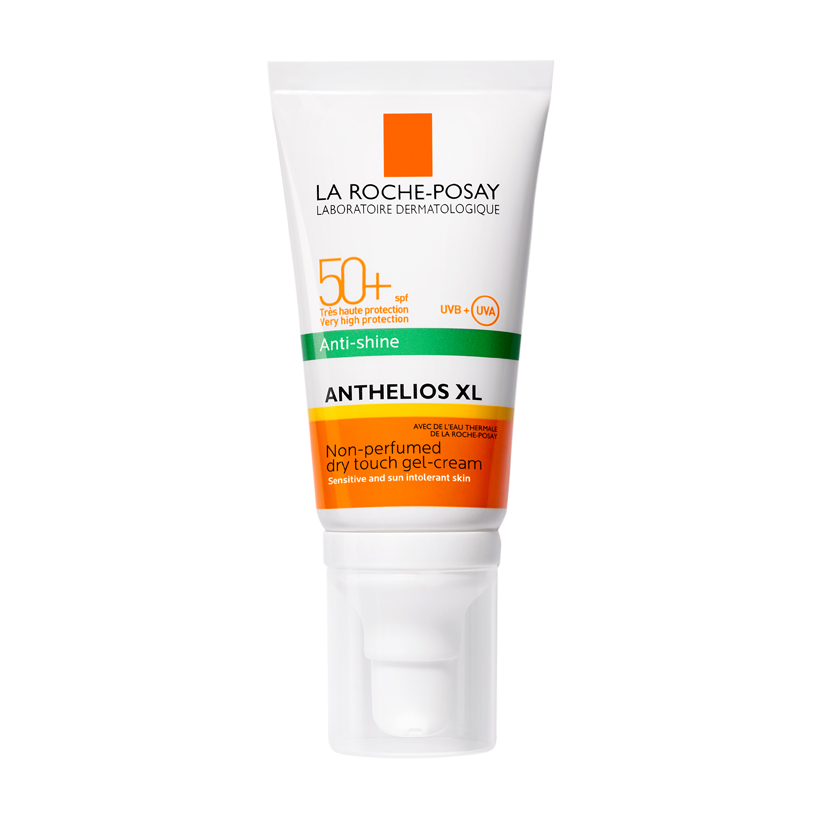 LA ROCHE-POSAY
LABORATOIRE DERMATOLOGIQUE
50+ spf
Très haute protection
Very high protection
UVB + UVA
Anti-shine
ANTHELIOS XL
AVEC DE L'EAU THERMALE
DE LA ROCHE-POSAY
Non-perfumed
dry touch gel-cream
Sensitive and sun intolerant skin